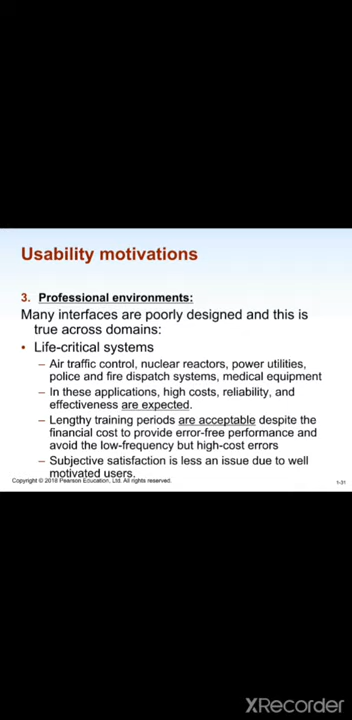 Usability motivations
3. Professional environments:
Many interfaces are poorly designed and this is
true across domains:
• Life-critical systems
– Air traffic control, nuclear reactors, power utilities,
police and fire dispatch systems, medical equipment
– In these applications, high costs, reliability, and
effectiveness are expected.
– Lengthy training periods are acceptable despite the
financial cost to provide error-free performance and
avoid the low-frequency but high-cost errors
– Subjective satisfaction is less an issue due to well
motivated users.
Copyright © 2018 Pearson Education, Ltd. All rights reserved.
1-31
XRecorder